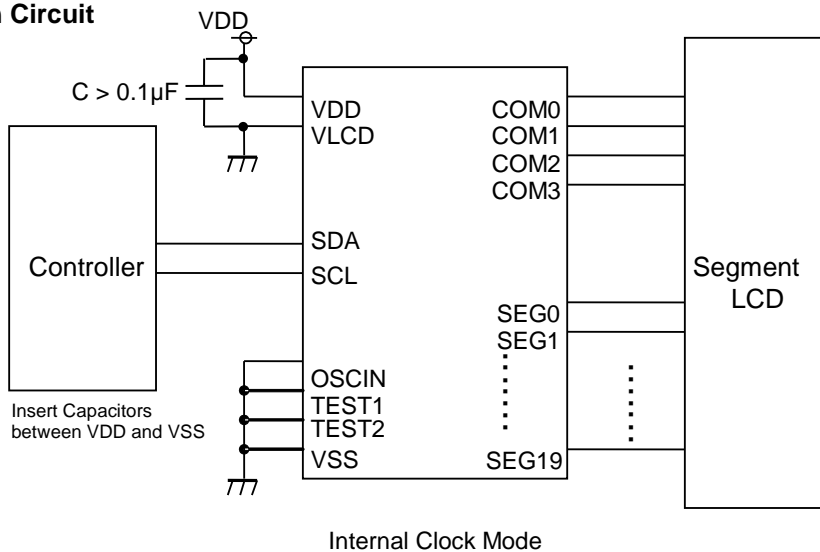 Circuit
VDD
C > 0.1µF
VDD
VLCD
COM0
COM1
COM2
COM3
Controller
SDA
SCL
Segment
LCD
SEG0
SEG1
OSCIN
TEST1
TEST2
VSS
SEG19
Insert Capacitors
between VDD and VSS
Internal Clock Mode